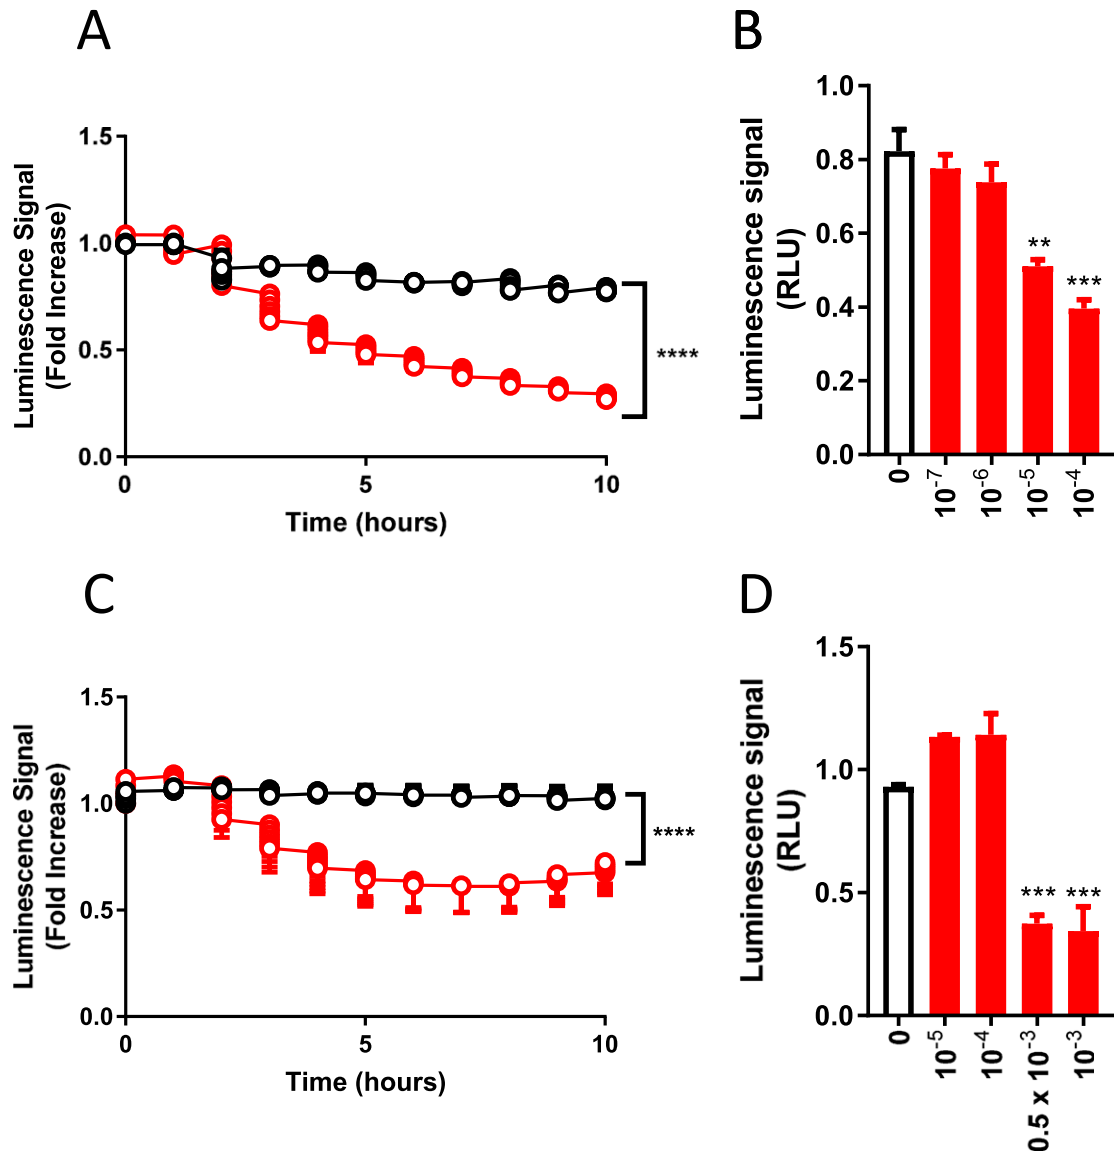 A
Luminescence Signal
(Fold Increase)
1.5
1.0
0.5
0.0
0
5
10
Time (hours)
****
B
Luminescence signal
(RLU)
1.0
0.8
0.6
0.4
0.2
0.0
**
***
0
10⁻⁷
10⁻⁶
10⁻⁵
10⁻⁴
C
Luminescence Signal
(Fold Increase)
1.5
1.0
0.5
0.0
0
5
10
Time (hours)
****
D
Luminescence signal
(RLU)
1.5
1.0
0.5
0.0
***
***
0
10⁻⁵
10⁻⁴
0.5 x 10⁻³
10⁻³